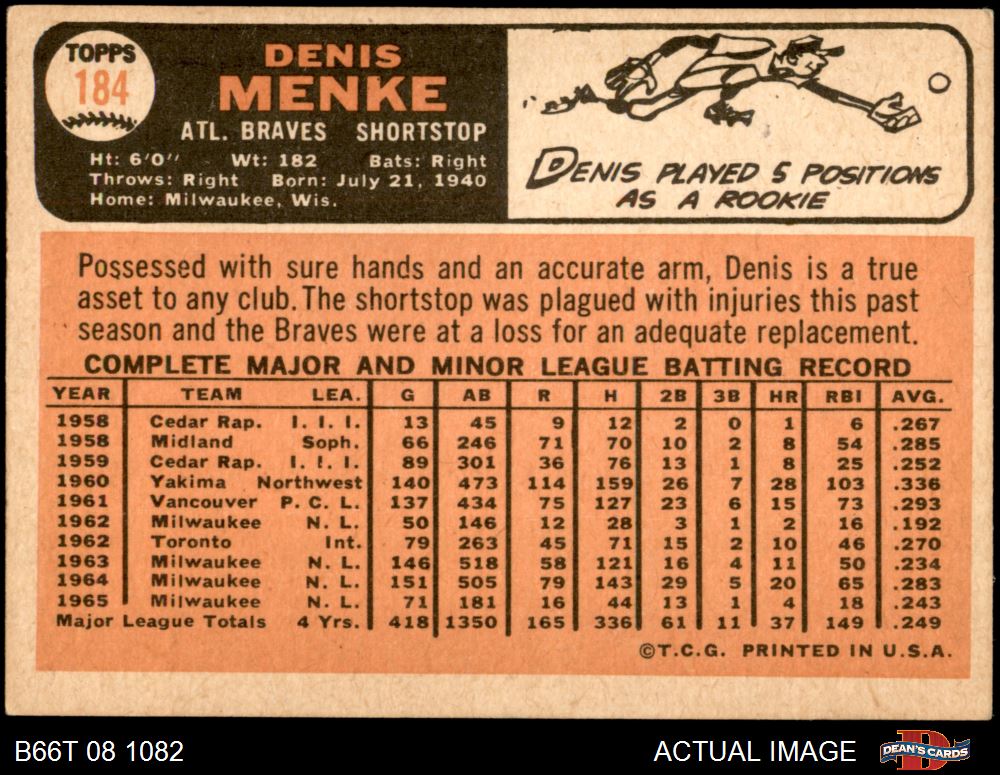 TOPPS
184
DENIS
MENKE
ATL. BRAVES SHORTSTOP
Ht: 6'0" Wt: 182 Bats: Right
Throws: Right Born: July 21, 1940
Home: Milwaukee, Wis.
DENIS PLAYED 5 POSITIONS
AS A ROOKIE
Possessed with sure hands and an accurate arm, Denis is a true
asset to any club. The shortstop was plagued with injuries this past
season and the Braves were at a loss for an adequate replacement.
COMPLETE MAJOR AND MINOR LEAGUE BATTING RECORD
YEAR TEAM LEA. G AB R H 2B 3B HR RBI AVG.
1958 Cedar Rap. I. I. I. 13 45 9 12 2 0 1 6 .267
1958 Midland Soph. 66 246 71 70 10 2 8 54 .285
1959 Cedar Rap. I. I. I. 89 301 36 76 13 1 8 25 .252
1960 Yakima Northwest 140 473 114 159 26 7 28 103 .336
1961 Vancouver P. C. L. 137 434 75 127 23 6 15 73 .293
1962 Milwaukee N. L. 50 146 12 28 3 1 2 16 .192
1962 Toronto Int. 79 263 45 71 15 2 10 46 .270
1963 Milwaukee N. L. 146 518 58 121 16 4 11 50 .234
1964 Milwaukee N. L. 151 505 79 143 29 5 20 65 .283
1965 Milwaukee N. L. 71 181 16 44 13 1 4 18 .243
Major League Totals 4 Yrs. 418 1350 165 336 61 11 37 149 .249
©T.C.G. PRINTED IN U.S.A.
B66T 08 1082 ACTUAL IMAGE DEAN'S CARDS